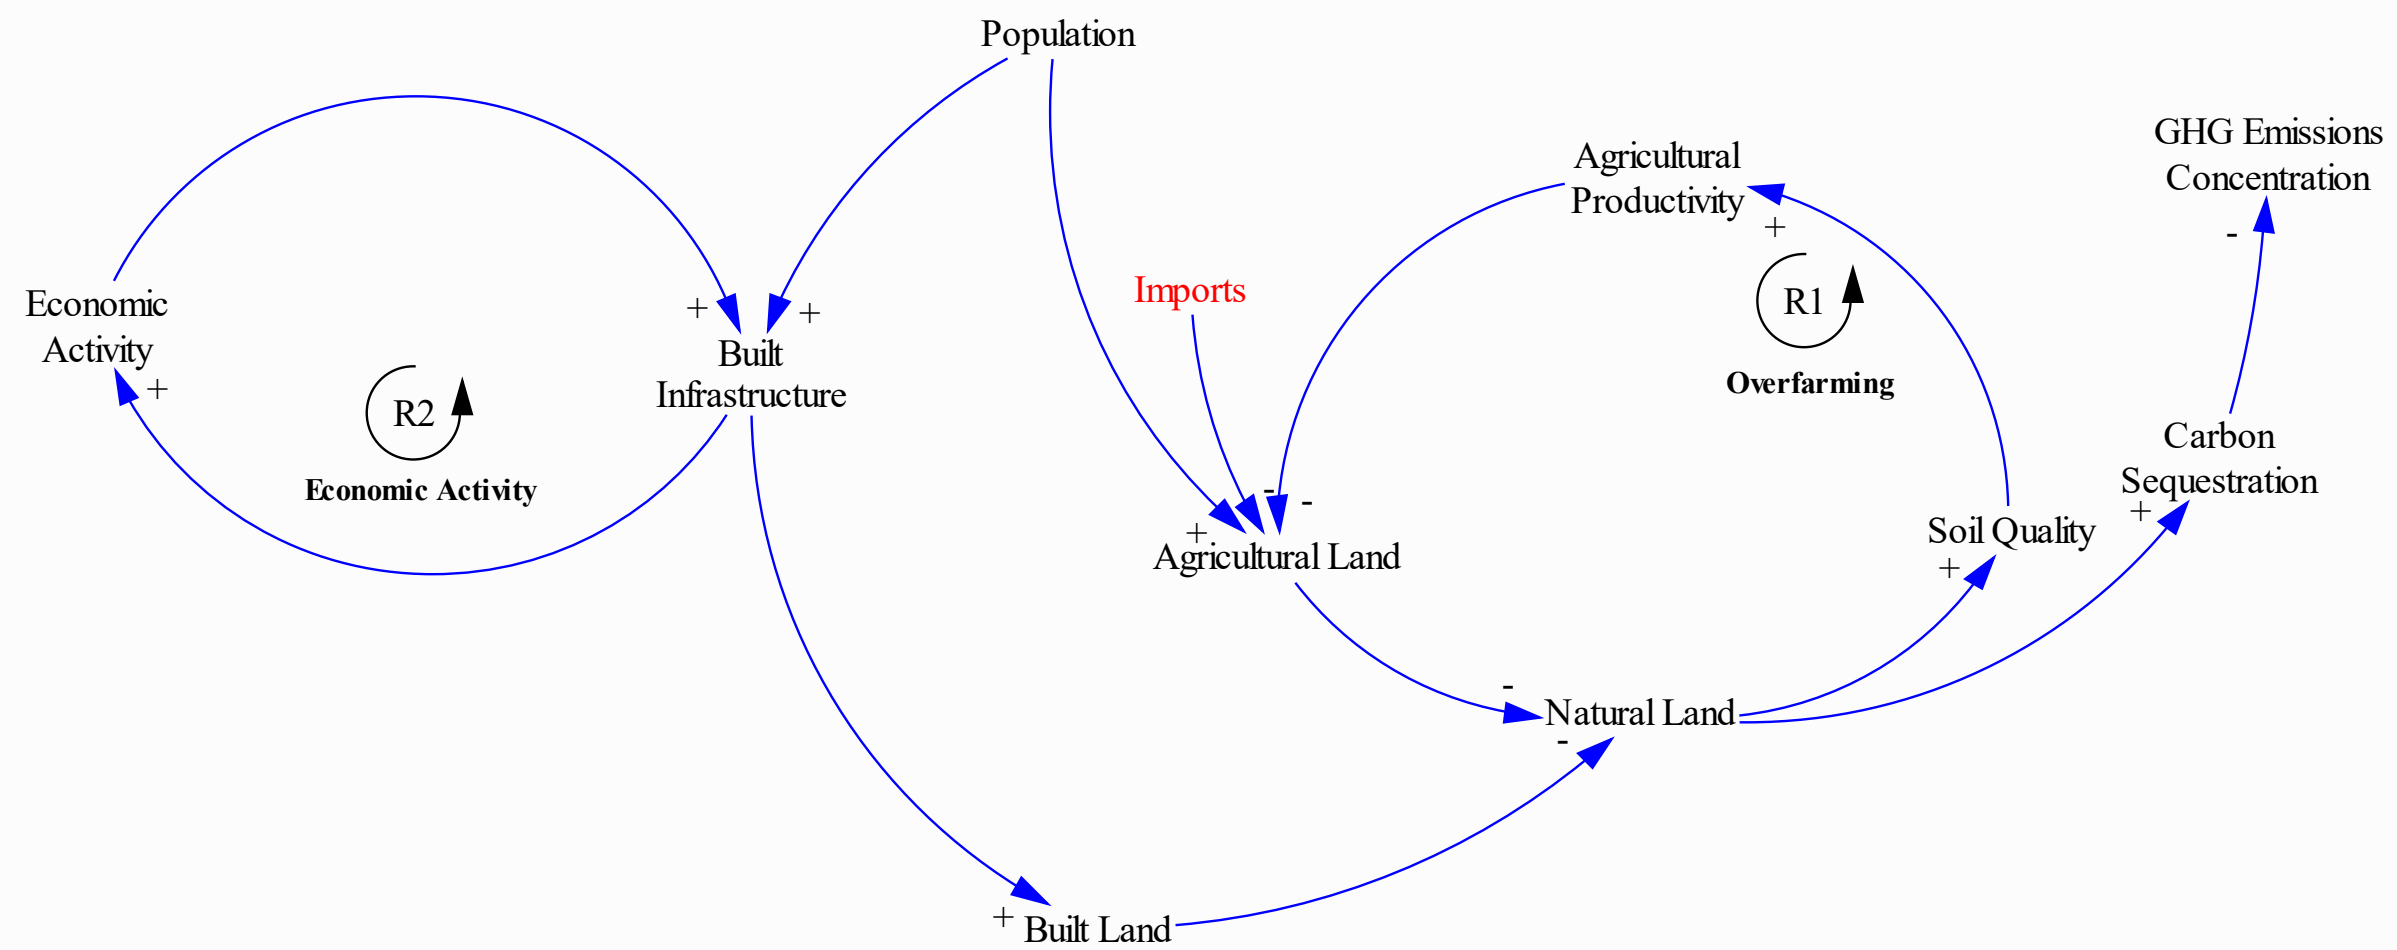 Population
GHG Emissions
Concentration
-
Agricultural
Productivity
+
Imports
R1
Overfarming
Economic
Activity
+
+
+
Built
Infrastructure
R2
Economic Activity
-
-
+
Agricultural Land
Carbon
Sequestration
+
Soil Quality
+
-
Natural Land
-
+
Built Land